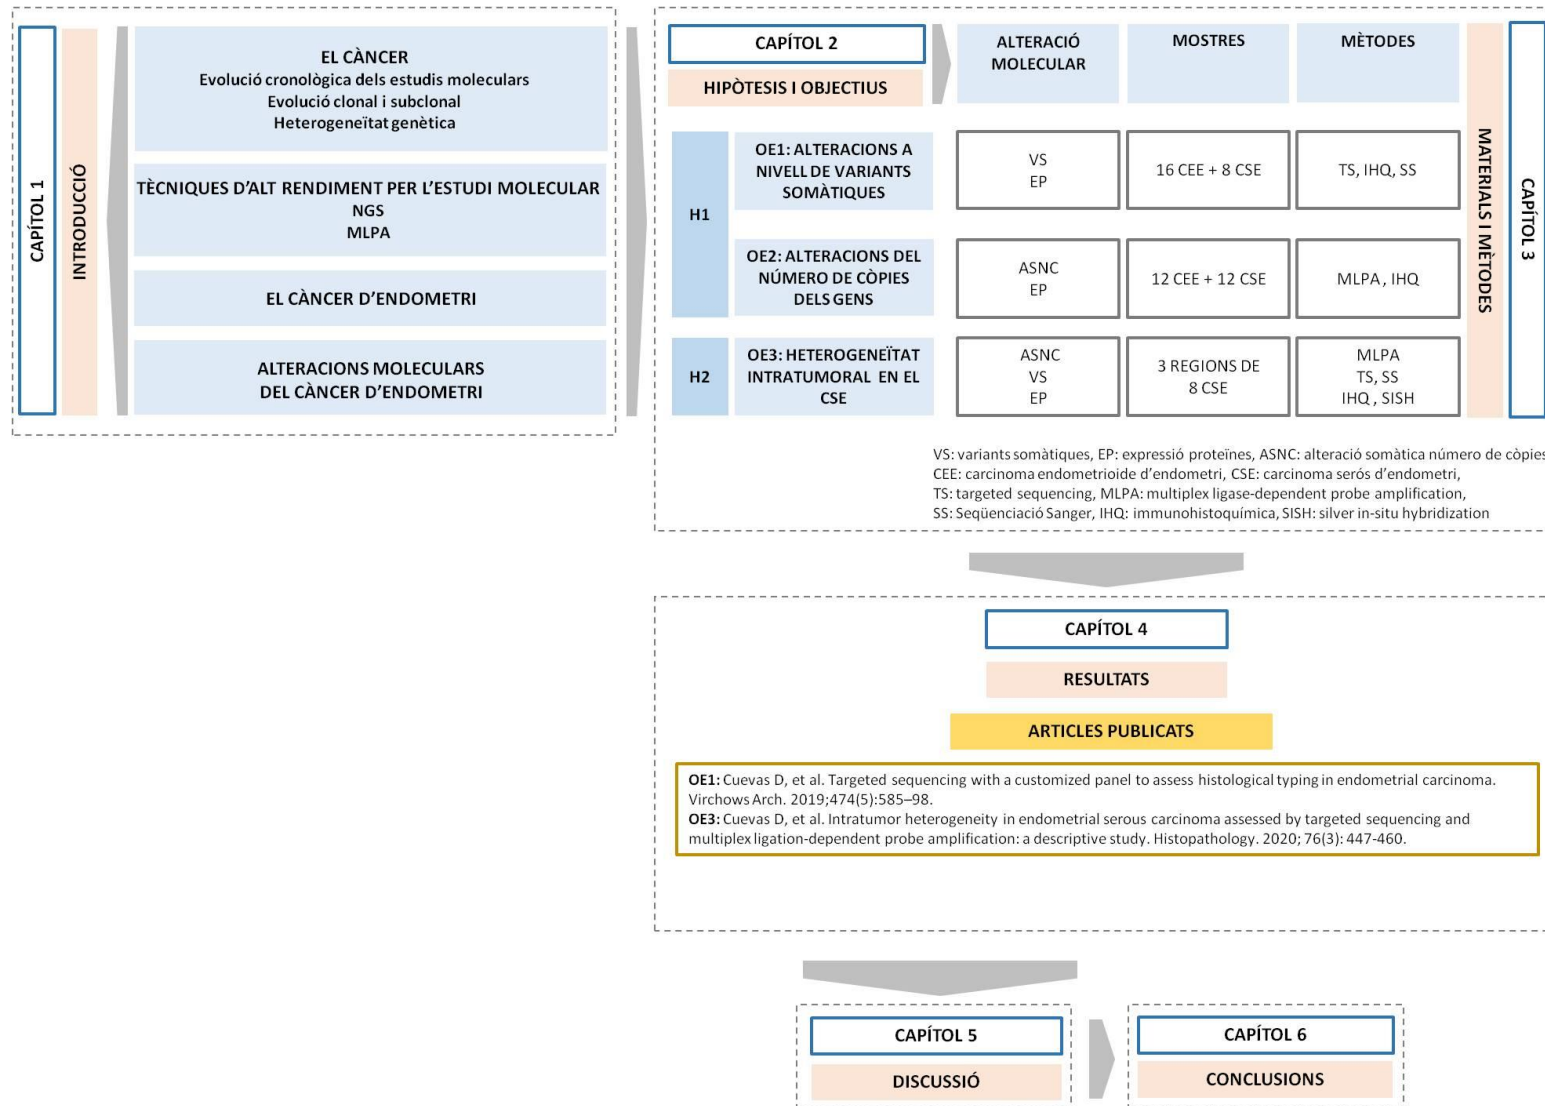 CAPÍTOL 1
INTRODUCCIÓ
EL CÀNCER
Evolució cronològica dels estudis moleculars
Evolució clonal i subclonal
Heterogeneïtat genètica
TÈCNIQUES D'ALT RENDIMENT PER L'ESTUDI MOLECULAR
NGS
MLPA
EL CÀNCER D'ENDOMETRI
ALTERACIONS MOLECULARS
DEL CÀNCER D'ENDOMETRI
CAPÍTOL 2
HIPÒTESIS I OBJECTIUS
ALTERACIÓ
MOLECULAR
MOSTRES
MÈTODES
H1
OE1: ALTERACIONS A
NIVELL DE VARIANTS
SOMÀTIQUES
VS
EP
16 CEE + 8 CSE
TS, IHQ, SS
OE2: ALTERACIONS DEL
NÚMERO DE CÒPIES
DELS GENS
ASNC
EP
12 CEE + 12 CSE
MLPA , IHQ
H2
OE3: HETEROGENEÏTAT
INTRATUMORAL EN EL
CSE
ASNC
VS
EP
3 REGIONS DE
8 CSE
MLPA
TS, SS
IHQ , SISH
MATERIALS I MÈTODES
CAPÍTOL 3
VS: variants somàtiques, EP: expressió proteïnes, ASNC: alteració somàtica número de còpies
CEE: carcinoma endometrioide d'endometri, CSE: carcinoma serós d'endometri,
TS: targeted sequencing, MLPA: multiplex ligase-dependent probe amplification,
SS: Seqüenciació Sanger, IHQ: immunohistoquímica, SISH: silver in-situ hybridization
CAPÍTOL 4
RESULTATS
ARTICLES PUBLICATS
OE1: Cuevas D, et al. Targeted sequencing with a customized panel to assess histological typing in endometrial carcinoma.
Virchows Arch. 2019;474(5):585–98.
OE3: Cuevas D, et al. Intratumor heterogeneity in endometrial serous carcinoma assessed by targeted sequencing and
multiplex ligation-dependent probe amplification: a descriptive study. Histopathology. 2020; 76(3): 447-460.
CAPÍTOL 5
DISCUSSIÓ
CAPÍTOL 6
CONCLUSIONS